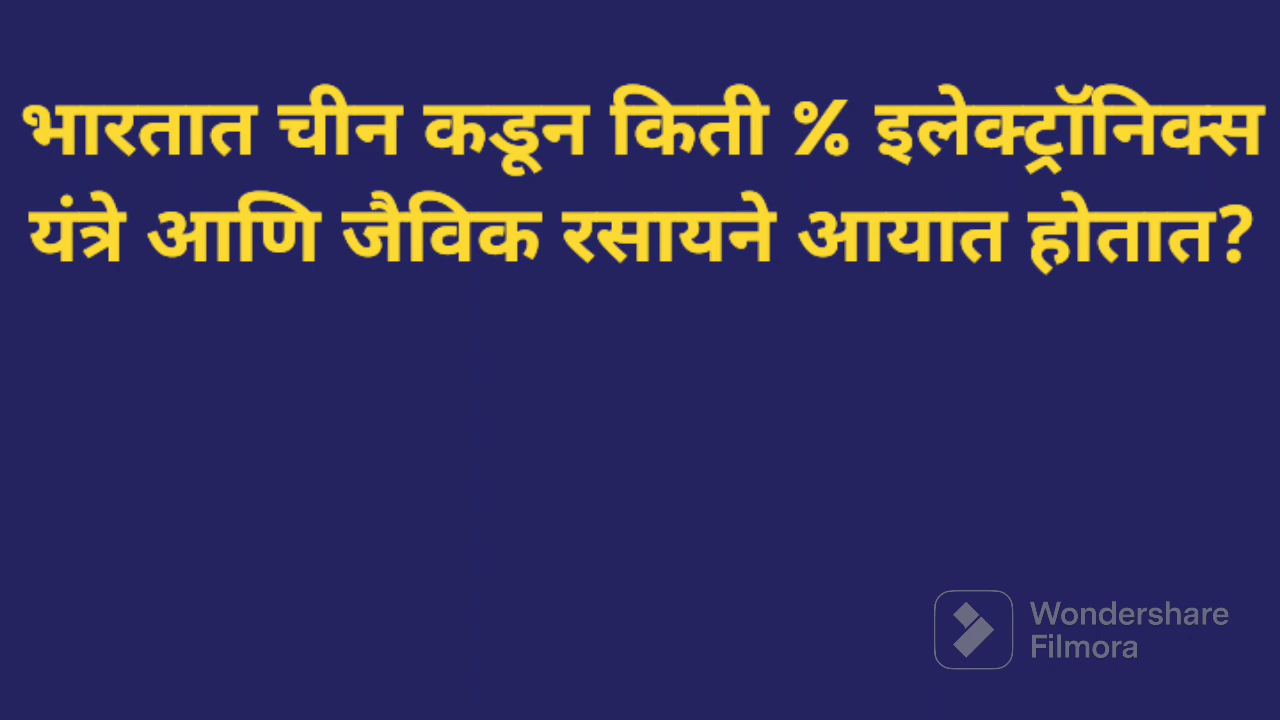 भारतात चीन कडून किती % इलेक्ट्रॉनिक्स
यंत्रे आणि जैविक रसायने आयात होतात?
Wondershare
Filmora